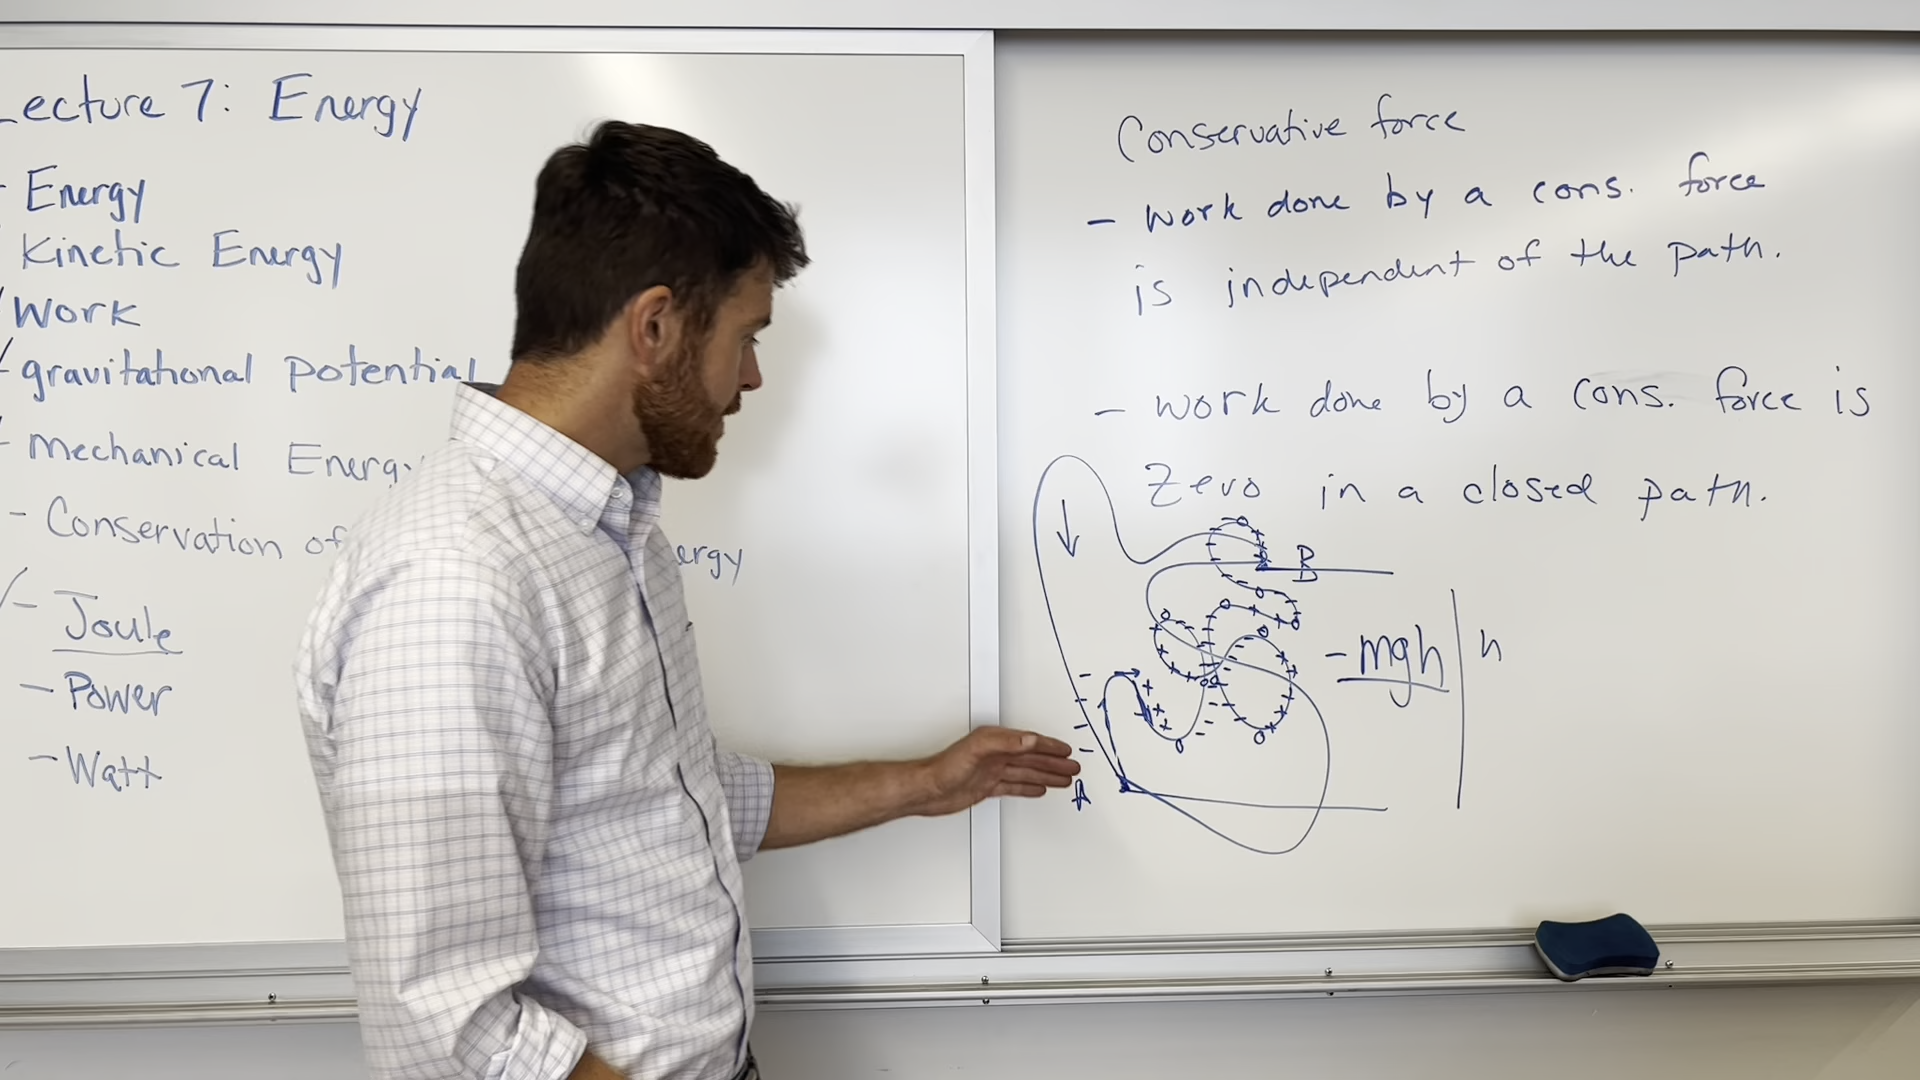 Lecture 7: Energy
- Energy
Kinetic Energy
Work
gravitational potential
- Mechanical Energy
- Conservation of
ergy
- Joule
- Power
- Watt
Conservative force
- work done by a cons. force
is independent of the path.
- work done by a cons. force is
Zero in a closed path.
B
-mgh
h
A